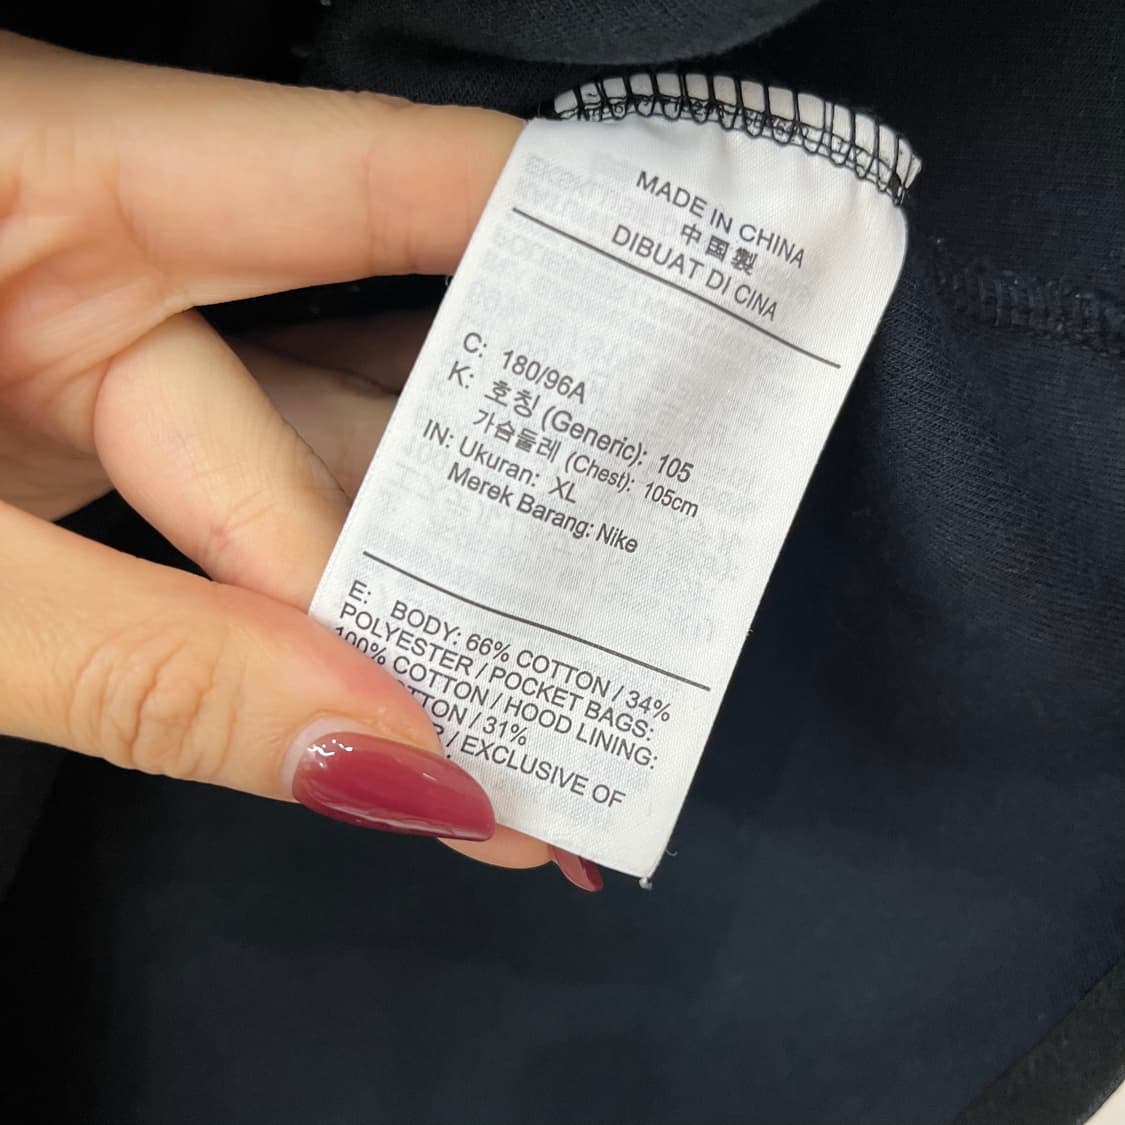 MADE IN CHINA
中国製
DIBUAT DI CINA
C: 180/96A
K: 호칭 (Generic): 105
가슴둘레 (Chest): 105cm
IN: Ukuran: XL
Merek Barang: Nike
E: BODY: 66% COTTON / 34%
POLYESTER / POCKET BAGS:
100% COTTON / HOOD LINING:
/ 31%
/ EXCLUSIVE OF